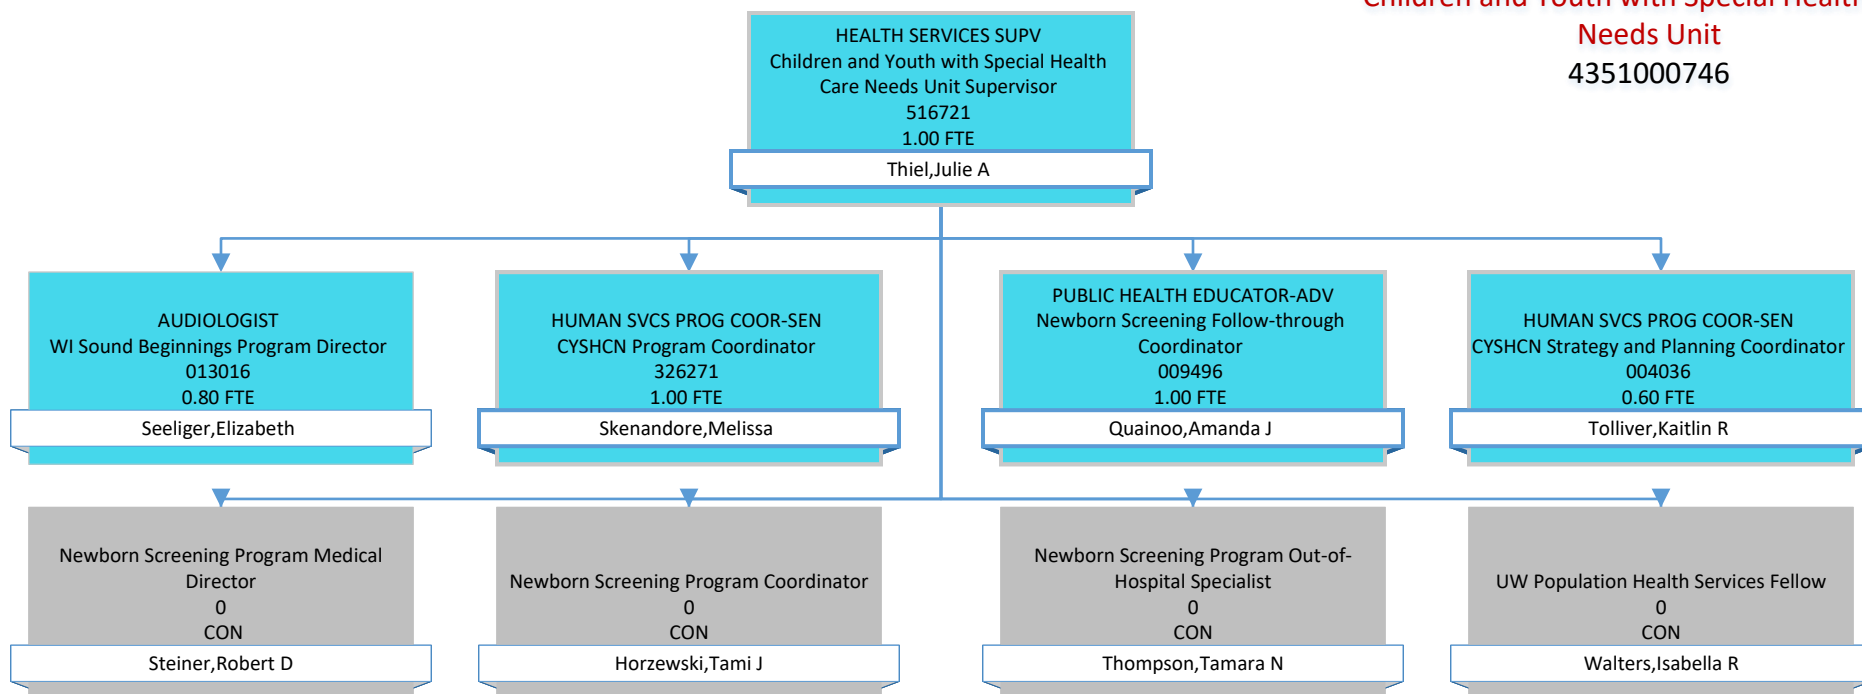 Children and Youth with Special Health
Needs Unit
4351000746
HEALTH SERVICES SUPV
Children and Youth with Special Health
Care Needs Unit Supervisor
516721
1.00 FTE
Thiel,Julie A
AUDIOLOGIST
WI Sound Beginnings Program Director
013016
0.80 FTE
Seeliger,Elizabeth
HUMAN SVCS PROG COOR-SEN
CYSHCN Program Coordinator
326271
1.00 FTE
Skenandore,Melissa
PUBLIC HEALTH EDUCATOR-ADV
Newborn Screening Follow-through
Coordinator
009496
1.00 FTE
Quainoo,Amanda J
HUMAN SVCS PROG COOR-SEN
CYSHCN Strategy and Planning Coordinator
004036
0.60 FTE
Tolliver,Kaitlin R
Newborn Screening Program Medical
Director
0
CON
Steiner,Robert D
Newborn Screening Program Coordinator
0
CON
Horzewski,Tami J
Newborn Screening Program Out-of-
Hospital Specialist
0
CON
Thompson,Tamara N
UW Population Health Services Fellow
0
CON
Walters,Isabella R